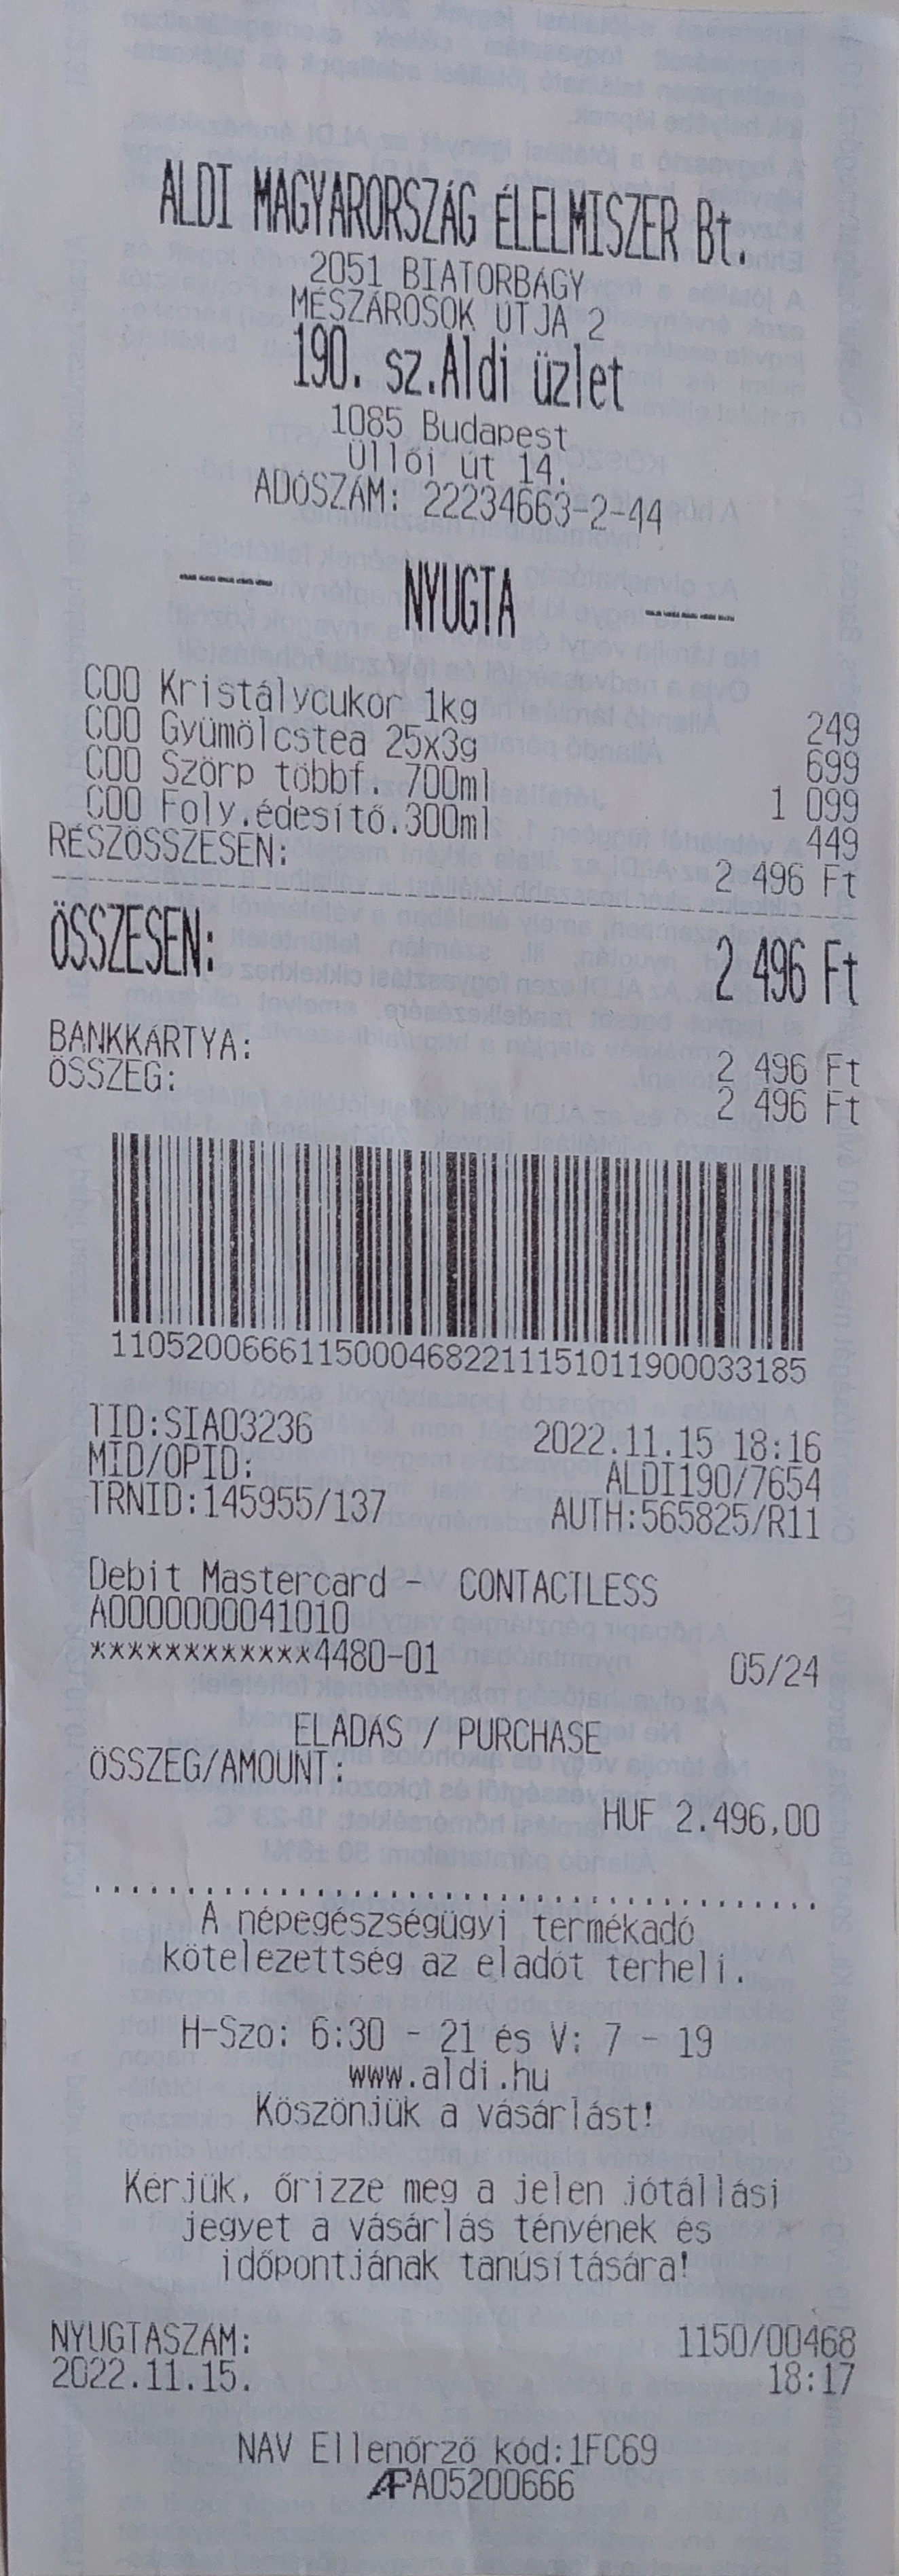 ALDI MAGYARORSZÁG ÉLELMISZER Bt.
2051 BIATORBÁGY
MÉSZÁROSOK ÚTJA 2
190. sz.Aldi üzlet
1085 Budapest
Üllői út 14.
ADÓSZÁM: 22234663-2-44
NYUGTA
C00 Kristálycukor 1kg 249
C00 Gyümölcstea 25x3g 699
C00 Szörp többf. 700ml 1 099
C00 Foly.édesítő.300ml 449
RÉSZÖSSZESEN: 2 496 Ft
ÖSSZESEN: 2 496 Ft
BANKKÁRTYA: 2 496 Ft
ÖSSZEG: 2 496 Ft
11052006661150004682211151011900033185
TID:SIA03236 2022.11.15 18:16
MID/OPID: ALDI190/7654
TRNID:145955/137 AUTH:565825/R11
Debit Mastercard - CONTACTLESS
A0000000041010
************4480-01 05/24
ELADÁS / PURCHASE
ÖSSZEG/AMOUNT:
HUF 2.496,00
A népegészségügyi termékadó
kötelezettség az eladót terheli.
H-Szo: 6:30 - 21 és V: 7 - 19
www.aldi.hu
Köszönjük a vásárlást!
Kérjük, őrizze meg a jelen jótállási
jegyet a vásárlás tényének és
időpontjának tanúsítására!
NYUGTASZÁM: 1150/00468
2022.11.15. 18:17
NAV Ellenőrző kód:1FC69
APA05200666